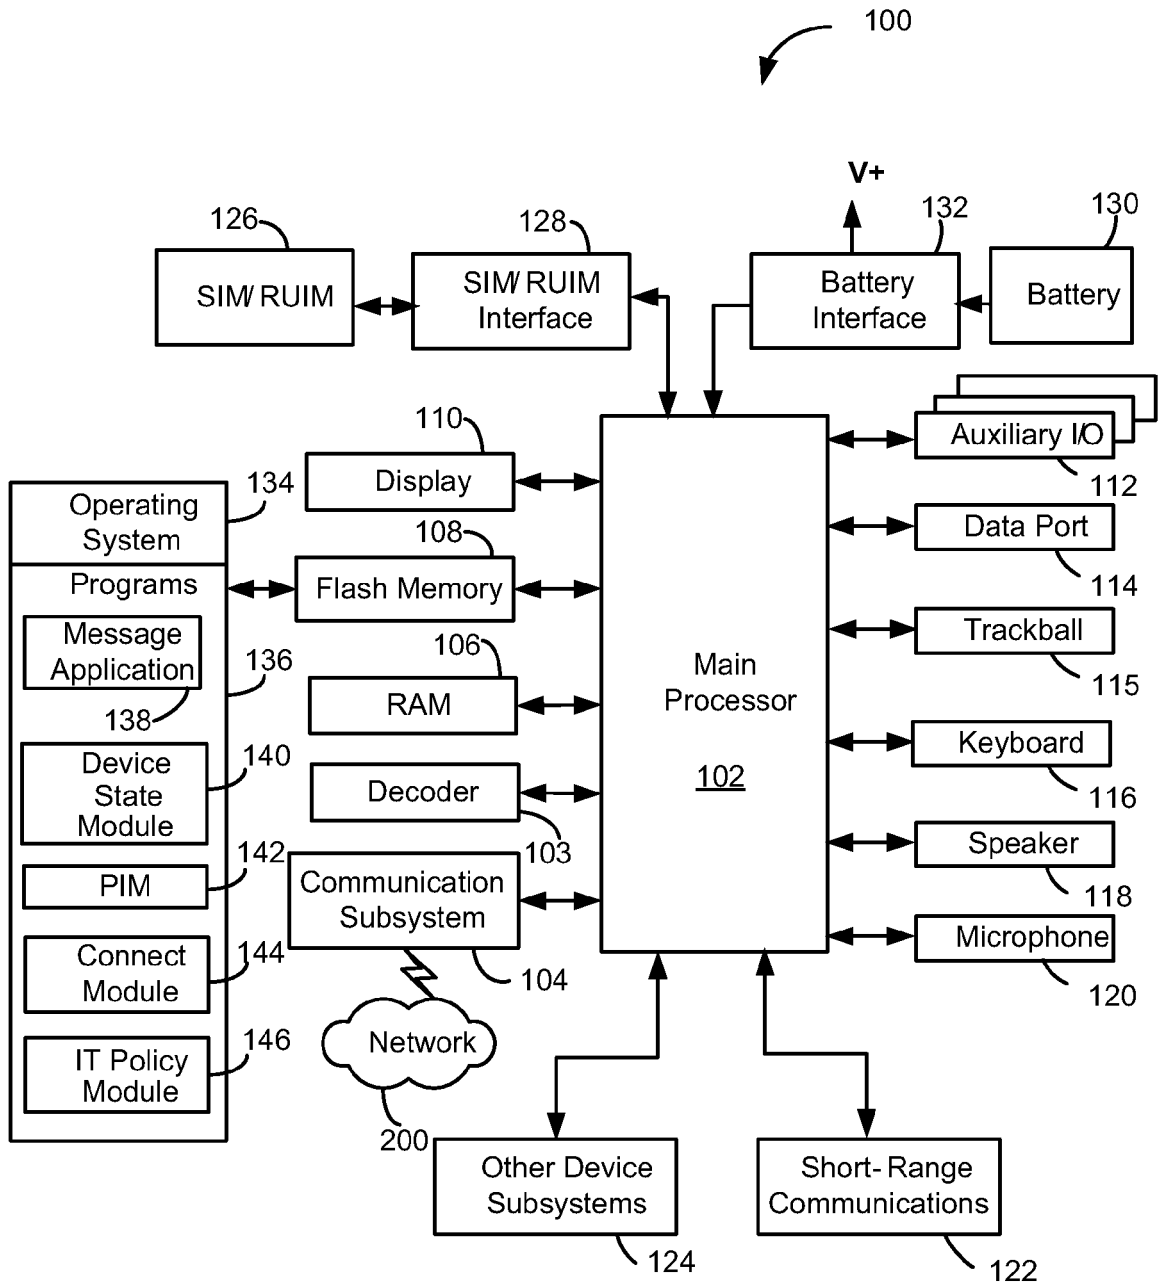 100
V+
126
128
132
130
SIM/ RUIM
SIM/ RUIM
Interface
Battery
Interface
Battery
110
Display
Auxiliary I/O
112
134
Operating
System
108
Flash Memory
Data Port
114
Programs
Message
Application
138
136
106
RAM
Trackball
115
Main
Processor
102
140
Device
State
Module
Decoder
103
Keyboard
116
142
PIM
Communication
Subsystem
104
Speaker
118
144
Connect
Module
Microphone
120
146
IT Policy
Module
Network
200
Other Device
Subsystems
124
Short- Range
Communications
122